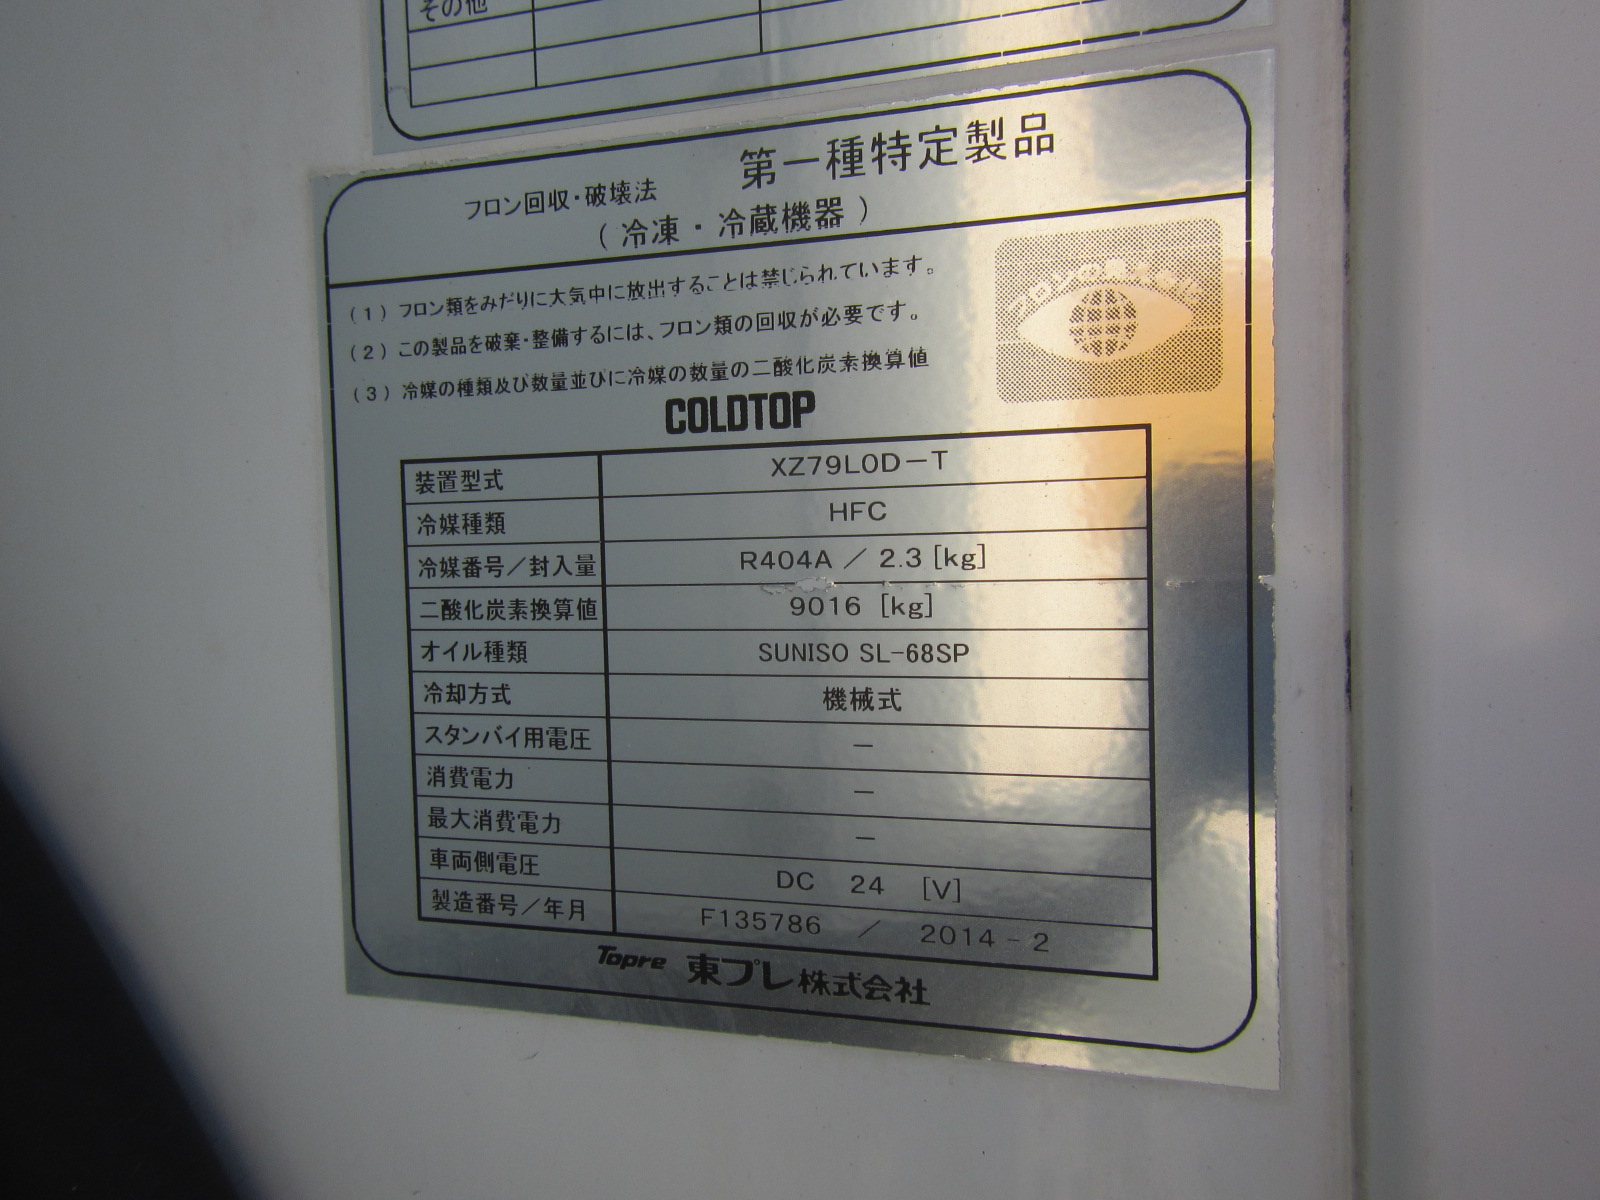 その他
フロン回収・破壊法 第一種特定製品
(冷凍・冷蔵機器)
(1) フロン類をみだりに大気中に放出することは禁じられています。
(2) この製品を破棄・整備するには、フロン類の回収が必要です。
(3) 冷媒の種類及び数量並びに冷媒の数量の二酸化炭素換算値
COLDTOP
装置型式 XZ79L0D－T
冷媒種類 HFC
冷媒番号／封入量 R404A ／ 2.3 [kg]
二酸化炭素換算値 9016 [kg]
オイル種類 SUNISO SL-68SP
冷却方式 機械式
スタンバイ用電圧 －
消費電力 －
最大消費電力 －
車両側電圧 DC 24 [V]
製造番号／年月 F135786 ／ 2014-2
Topre 東プレ株式会社